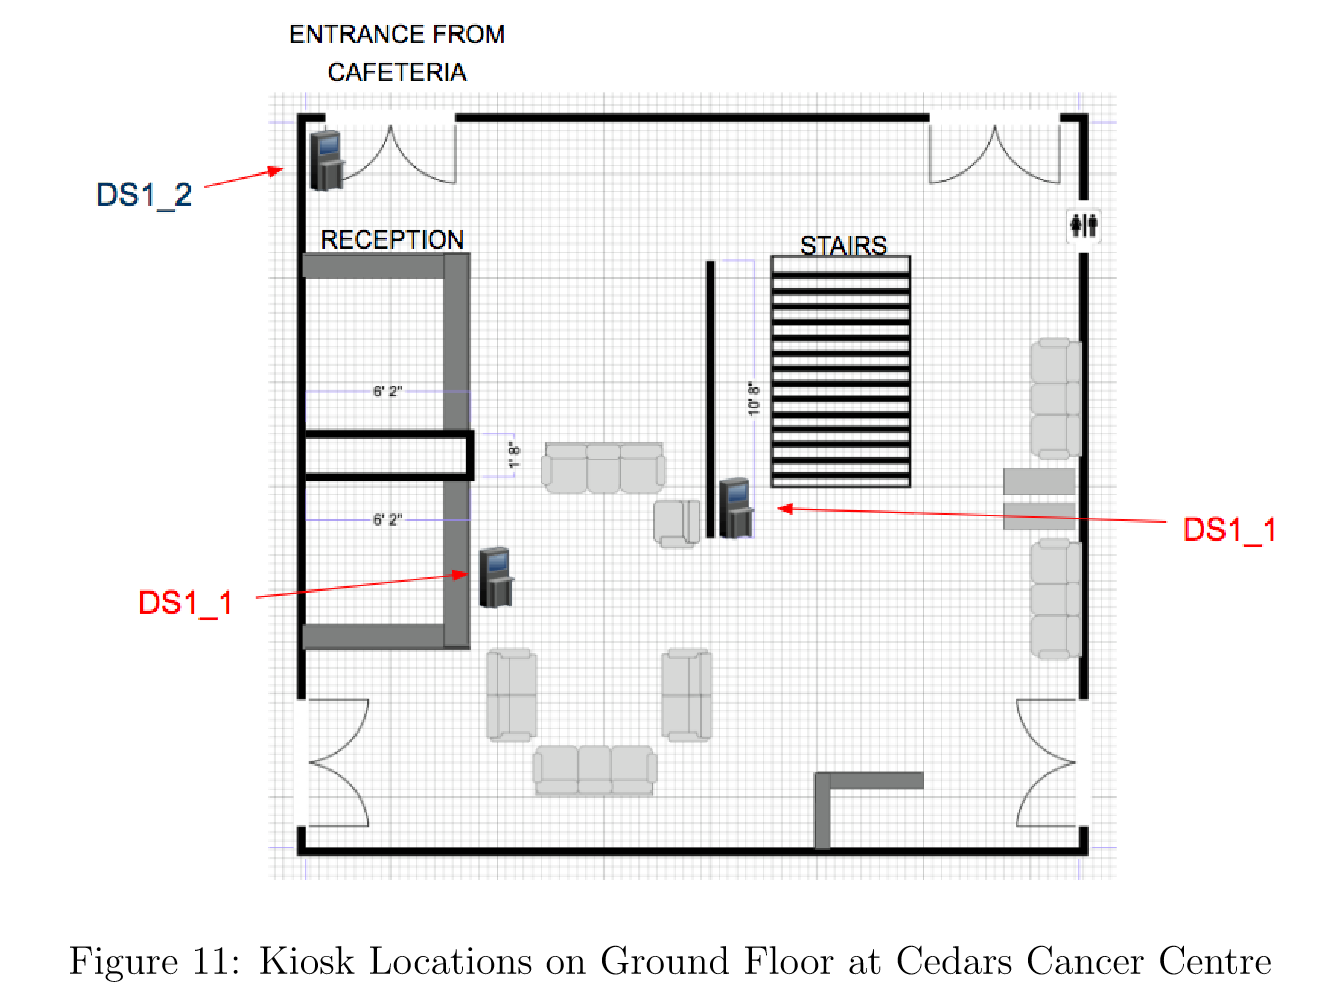 ENTRANCE FROM
CAFETERIA
DS1_2
RECEPTION
STAIRS
6' 2"
10' 8"
1' 8"
6' 2"
DS1_1
DS1_1
Figure 11: Kiosk Locations on Ground Floor at Cedars Cancer Centre